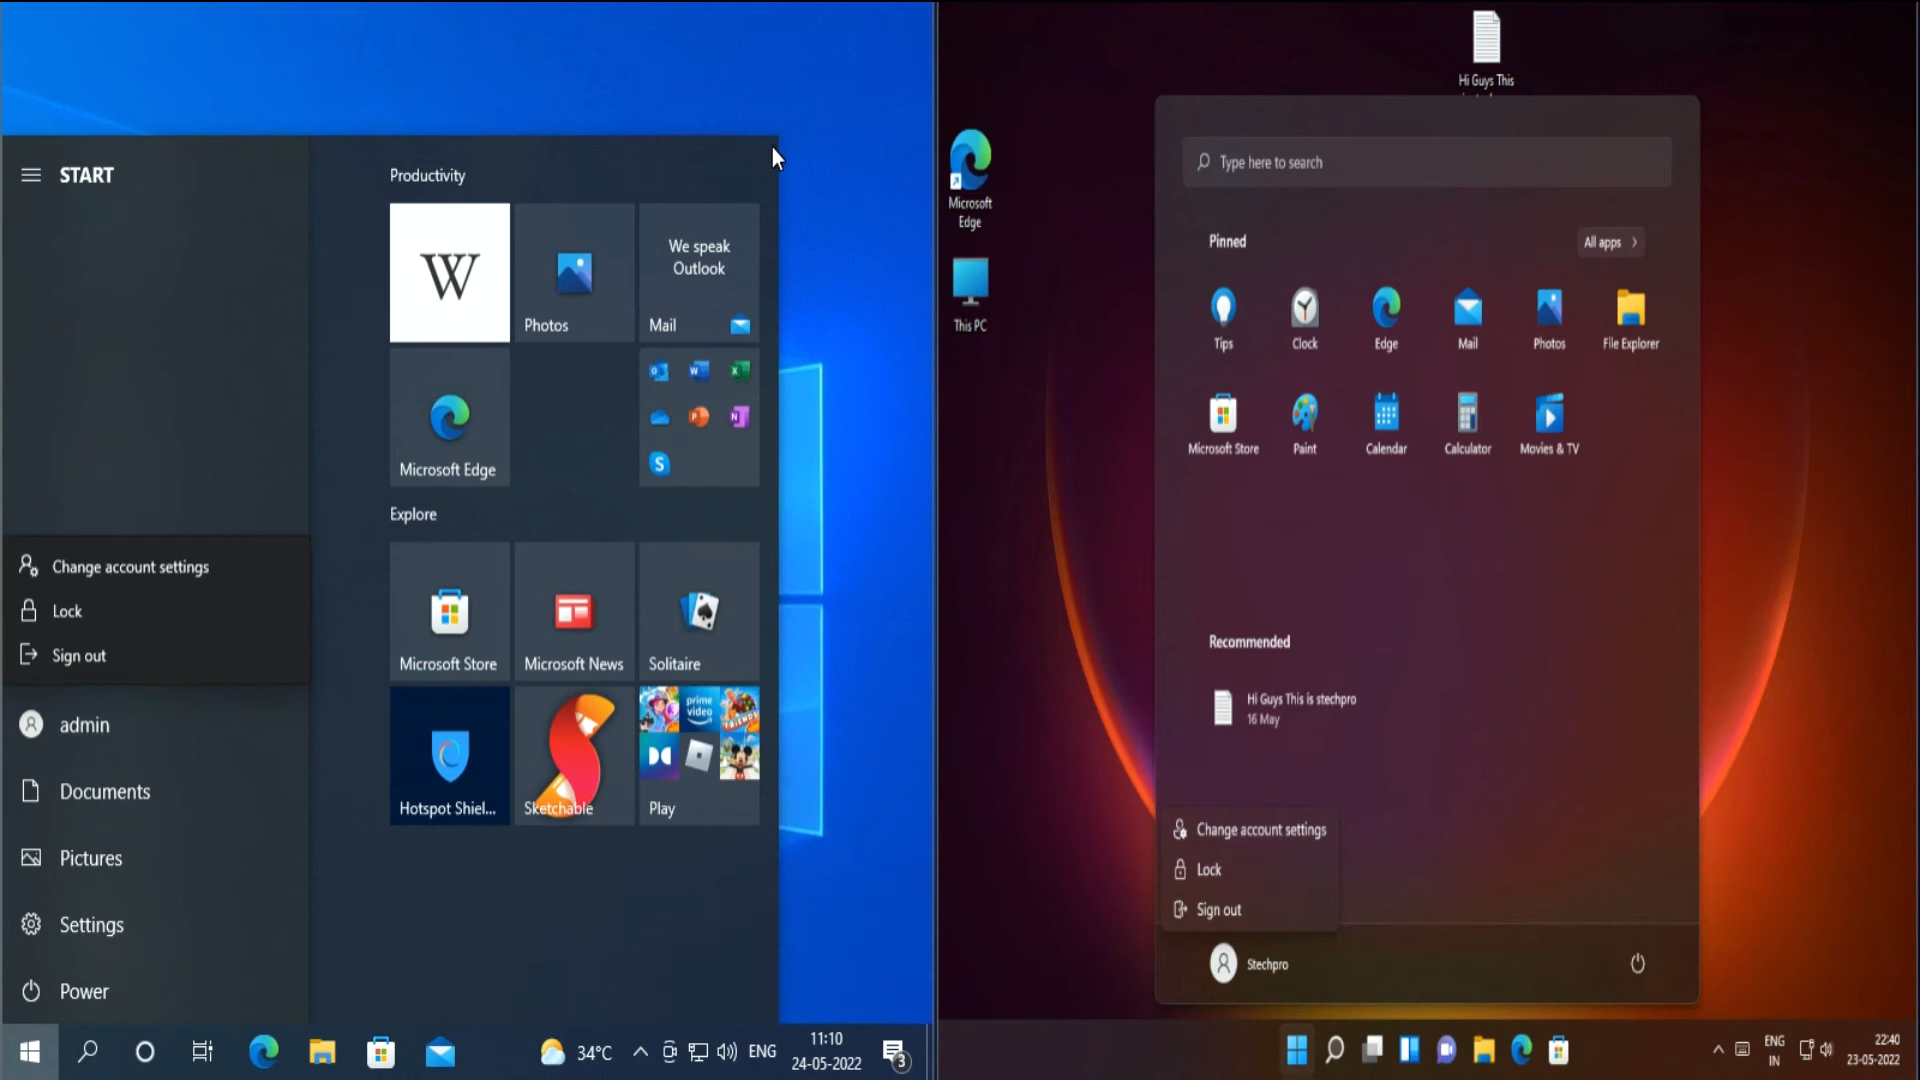 START
Productivity
W
Photos
We speak
Outlook
Mail
Microsoft Edge
Explore
Microsoft Store
Microsoft News
Solitaire
Hotspot Shiel...
Sketchable
prime
video
Play
Change account settings
Lock
Sign out
admin
Documents
Pictures
Settings
Power
34°C
ENG
11:10
24-05-2022
3
Hi Guys This
Microsoft
Edge
This PC
Type here to search
Pinned
All apps
Tips
Clock
Edge
Mail
Photos
File Explorer
Microsoft Store
Paint
Calendar
Calculator
Movies & TV
Recommended
Hi Guys This is stechpro
16 May
Change account settings
Lock
Sign out
Stechpro
ENG
IN
22:40
23-05-2022